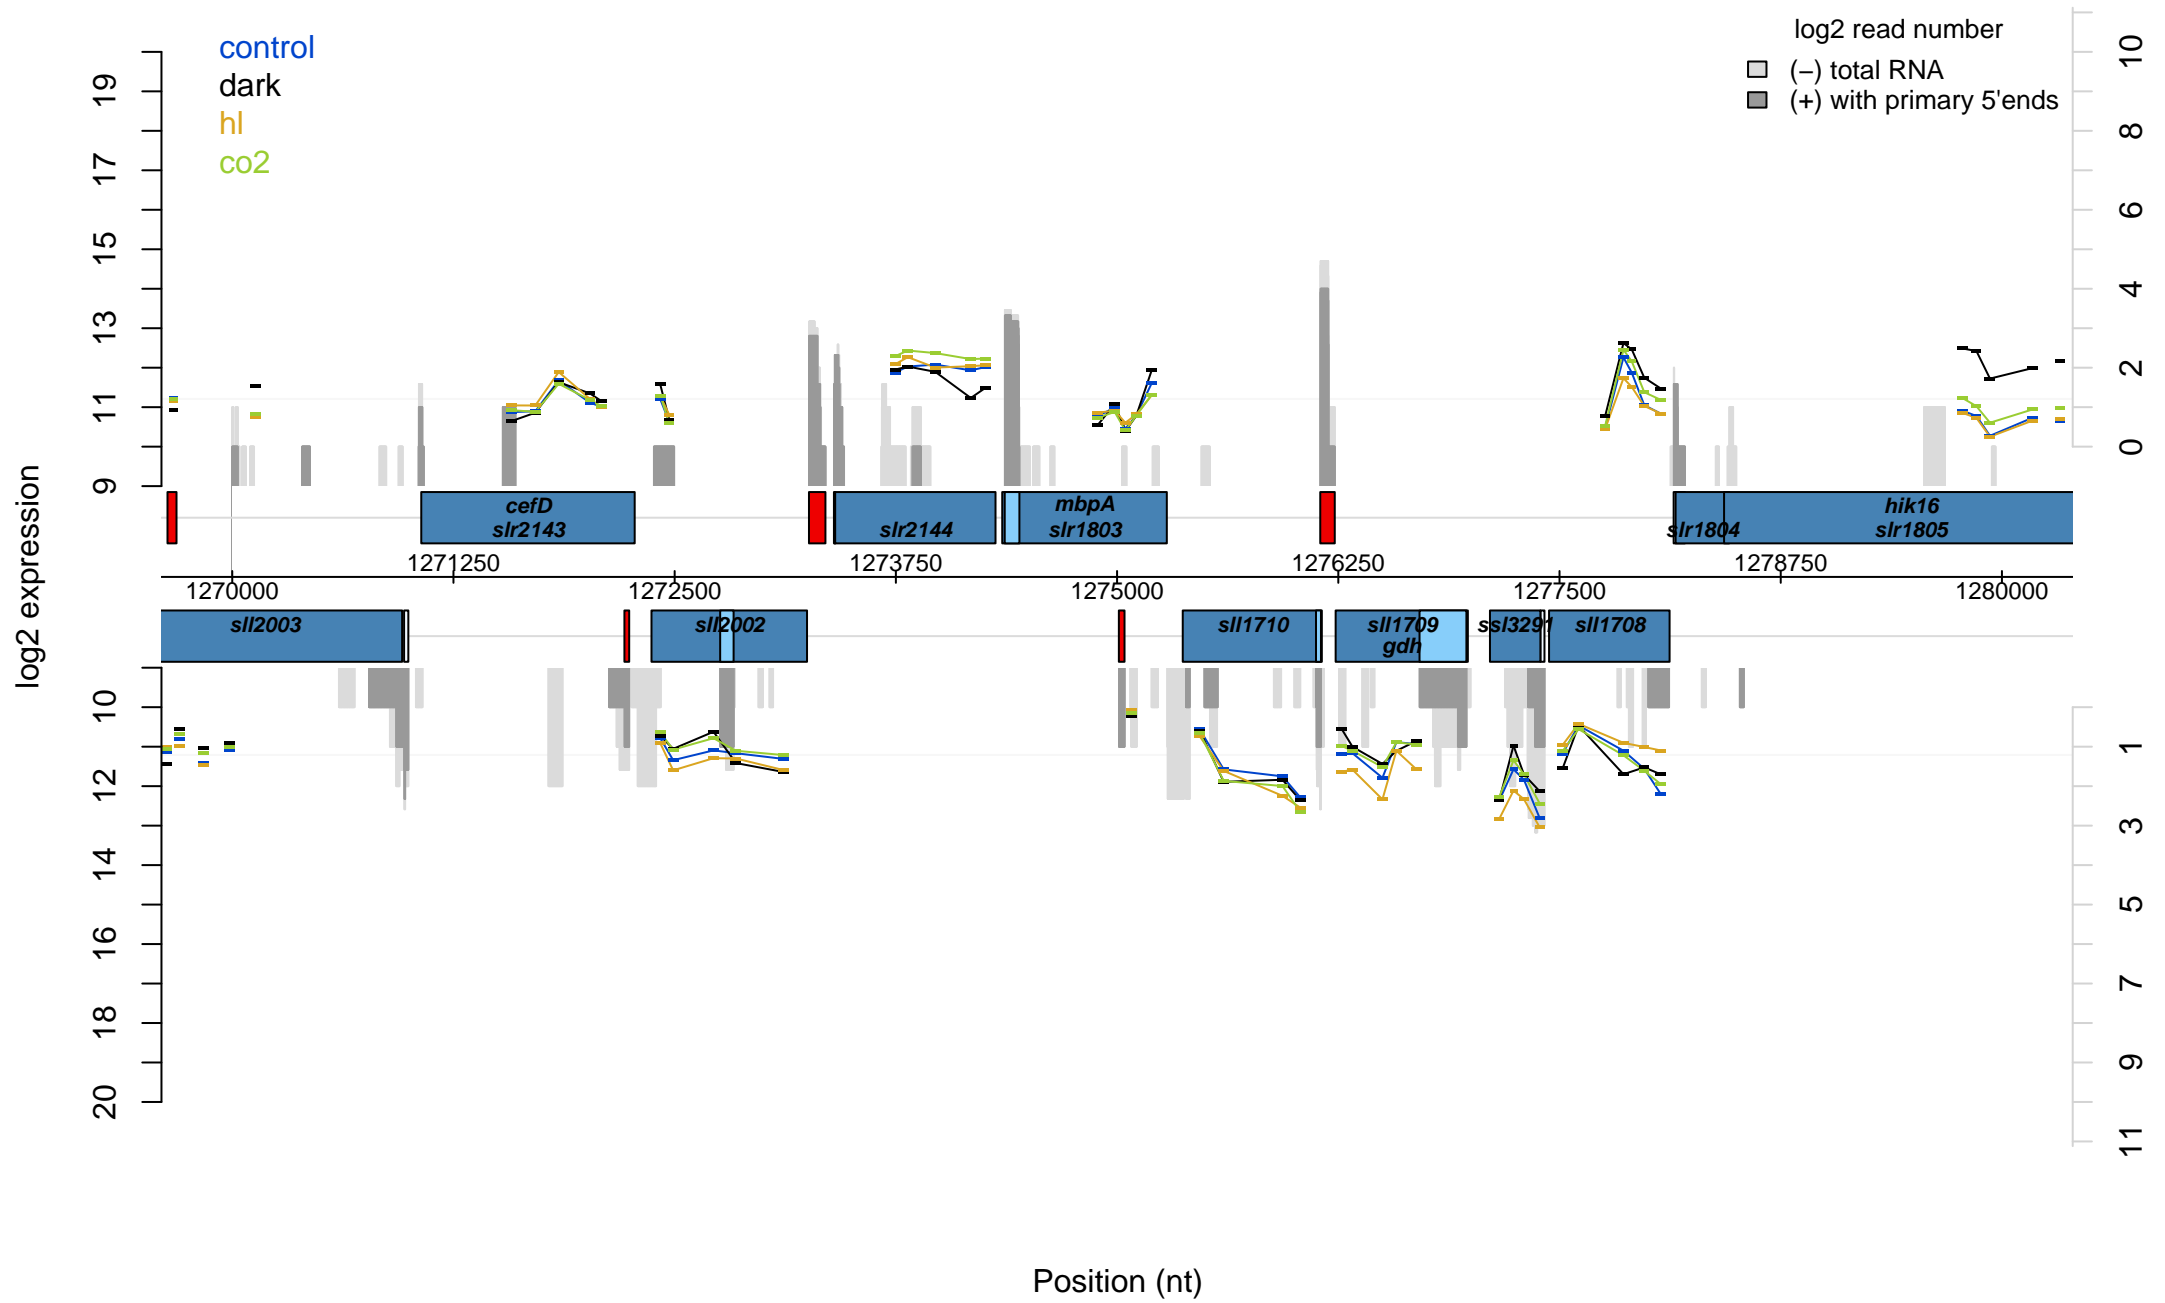 control
dark
hl
co2
log2 read number
(−) total RNA
(+) with primary 5'ends
19
17
15
13
11
9
10
8
6
4
2
0
log2 expression
cefD
slr2143
slr2144
mbpA
slr1803
slr1804
hik16
slr1805
1271250
1273750
1276250
1278750
1270000
1272500
1275000
1277500
1280000
sll2003
sll2002
sll1710
sll1709
gdh
ssl3291
sll1708
10
12
14
16
18
20
1
3
5
7
9
11
Position (nt)